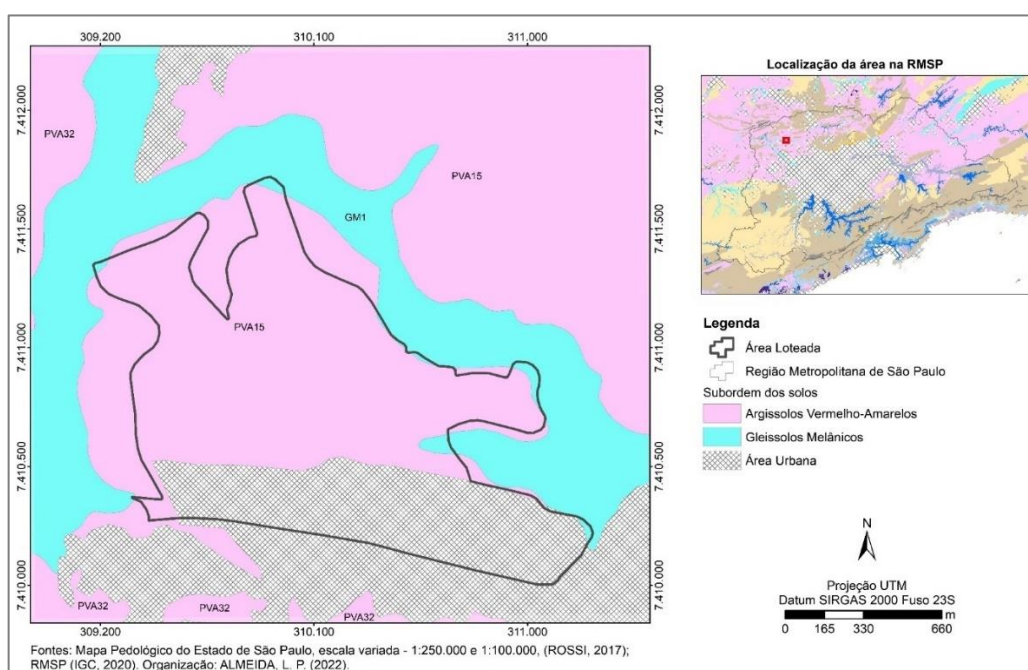 309.200 310.100 311.000
Localização da área na RMSP
7.412.000 7.412.000
PVA32
PVA15
GM1
7.411.500 7.411.500
PVA15
7.411.000 7.411.000
Legenda
Área Loteada
Região Metropolitana de São Paulo
Subordem dos solos
Argissolos Vermelho-Amarelos
Gleissolos Melânicos
Área Urbana
7.410.500 7.410.500
N
7.410.000 7.410.000
PVA32 PVA32 PVA32
Projeção UTM
Datum SIRGAS 2000 Fuso 23S
m
0 165 330 660
309.200 310.100 311.000
Fontes: Mapa Pedológico do Estado de São Paulo, escala variada - 1:250.000 e 1:100.000, (ROSSI, 2017);
RMSP (IGC, 2020). Organização: ALMEIDA, L. P. (2022).